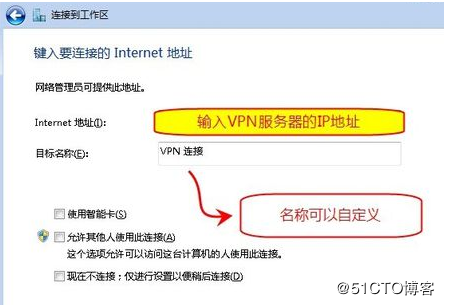 连接到工作区
键入要连接的 Internet 地址
网络管理员可提供此地址。
Internet 地址(I):
输入VPN服务器的IP地址
目标名称(E):
VPN 连接
名称可以自定义
使用智能卡(S)
允许其他人使用此连接(A)
这个选项允许可以访问这台计算机的人使用此连接。
现在不连接；仅进行设置以便稍后连接(D)
@51CTO博客